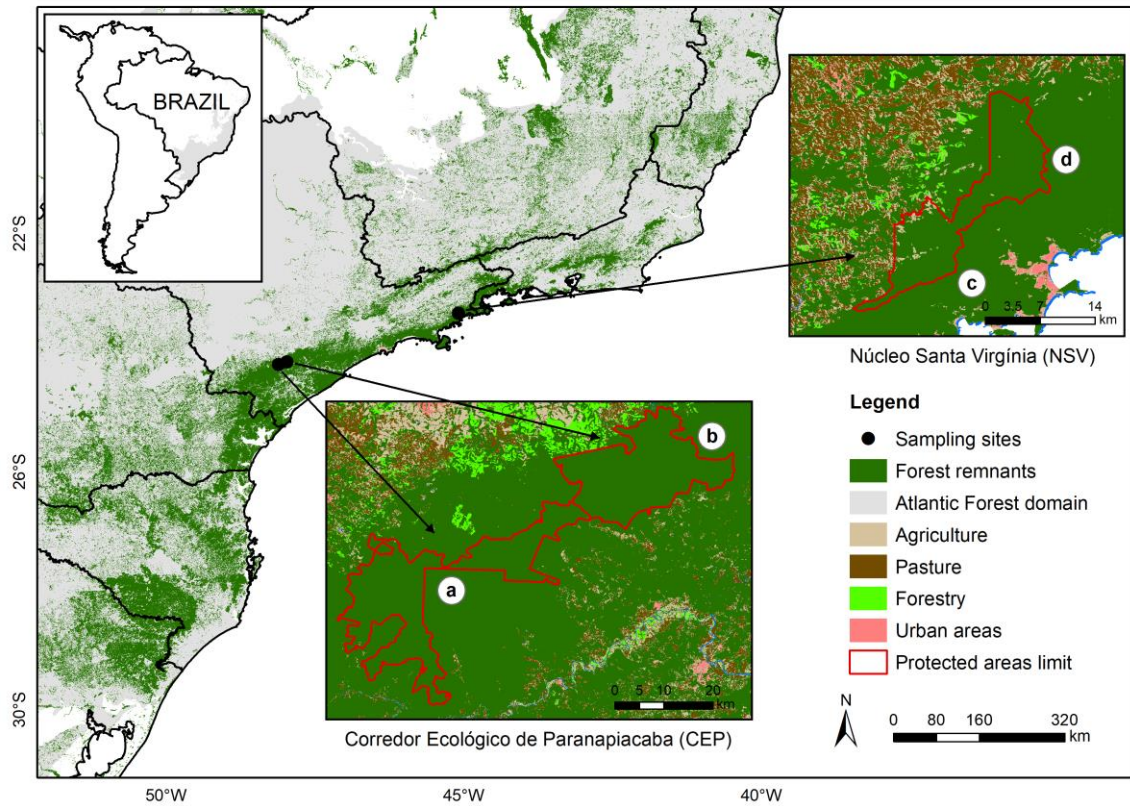 BRAZIL
22°S
26°S
30°S
50°W
45°W
40°W
d
c
0 3.5 7 14
km
Núcleo Santa Virgínia (NSV)
b
a
0 5 10 20
km
Corredor Ecológico de Paranapiacaba (CEP)
Legend
Sampling sites
Forest remnants
Atlantic Forest domain
Agriculture
Pasture
Forestry
Urban areas
Protected areas limit
N
0 80 160 320
km